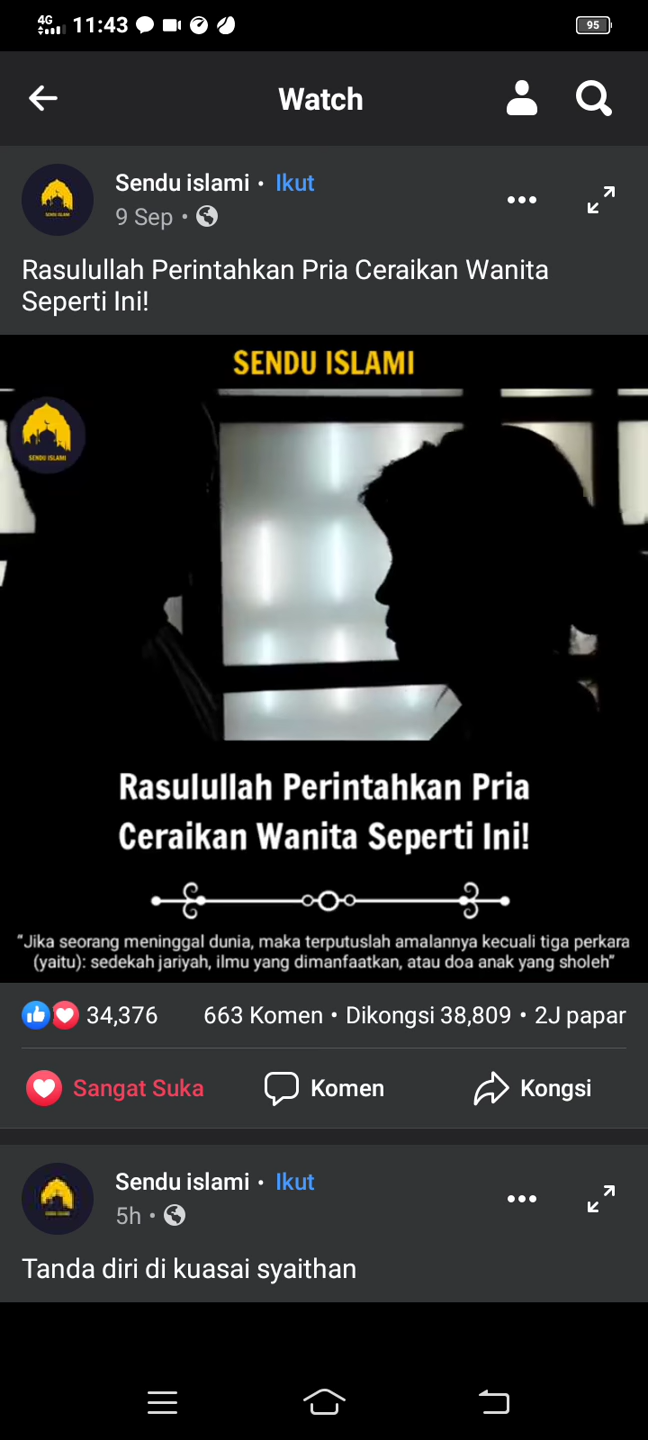 4G 11:43 95
Watch
Sendu islami • Ikut
9 Sep •
Rasulullah Perintahkan Pria Ceraikan Wanita
Seperti Ini!
SENDU ISLAMI
SENDU ISLAMI
Rasulullah Perintahkan Pria
Ceraikan Wanita Seperti Ini!
“Jika seorang meninggal dunia, maka terputuslah amalannya kecuali tiga perkara
(yaitu): sedekah jariyah, ilmu yang dimanfaatkan, atau doa anak yang sholeh”
34,376 663 Komen • Dikongsi 38,809 • 2J papar
Sangat Suka Komen Kongsi
Sendu islami • Ikut
5h •
Tanda diri di kuasai syaithan